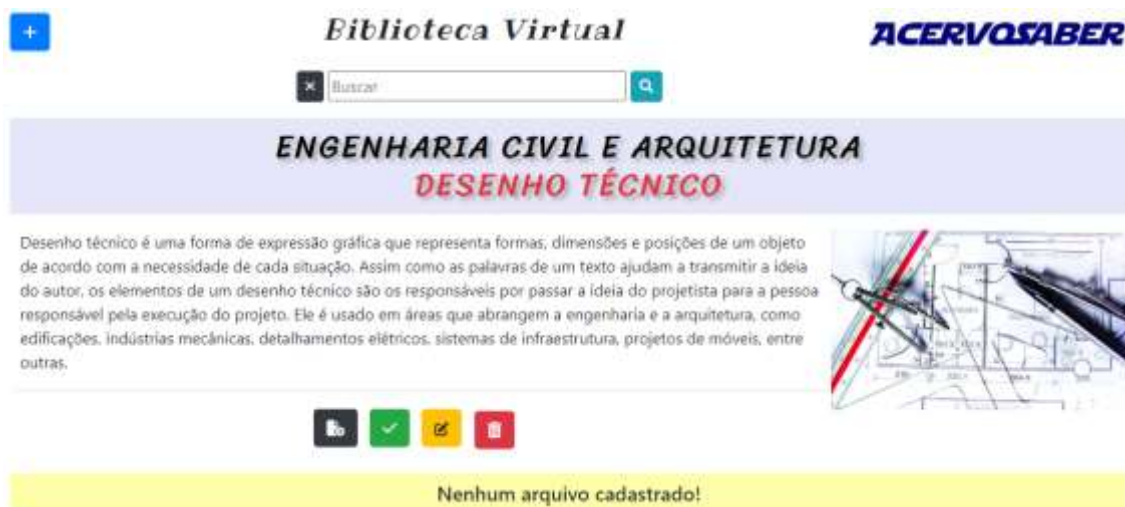 Biblioteca Virtual
ACERVOSABER
Buscar
ENGENHARIA CIVIL E ARQUITETURA
DESENHO TÉCNICO
Desenho técnico é uma forma de expressão gráfica que representa formas, dimensões e posições de um objeto
de acordo com a necessidade de cada situação. Assim como as palavras de um texto ajudam a transmitir a ideia
do autor, os elementos de um desenho técnico são os responsáveis por passar a ideia do projetista para a pessoa
responsável pela execução do projeto. Ele é usado em áreas que abrangem a engenharia e a arquitetura, como
edificações, indústrias mecânicas, detalhamentos elétricos, sistemas de infraestrutura, projetos de móveis, entre
outras.
Nenhum arquivo cadastrado!